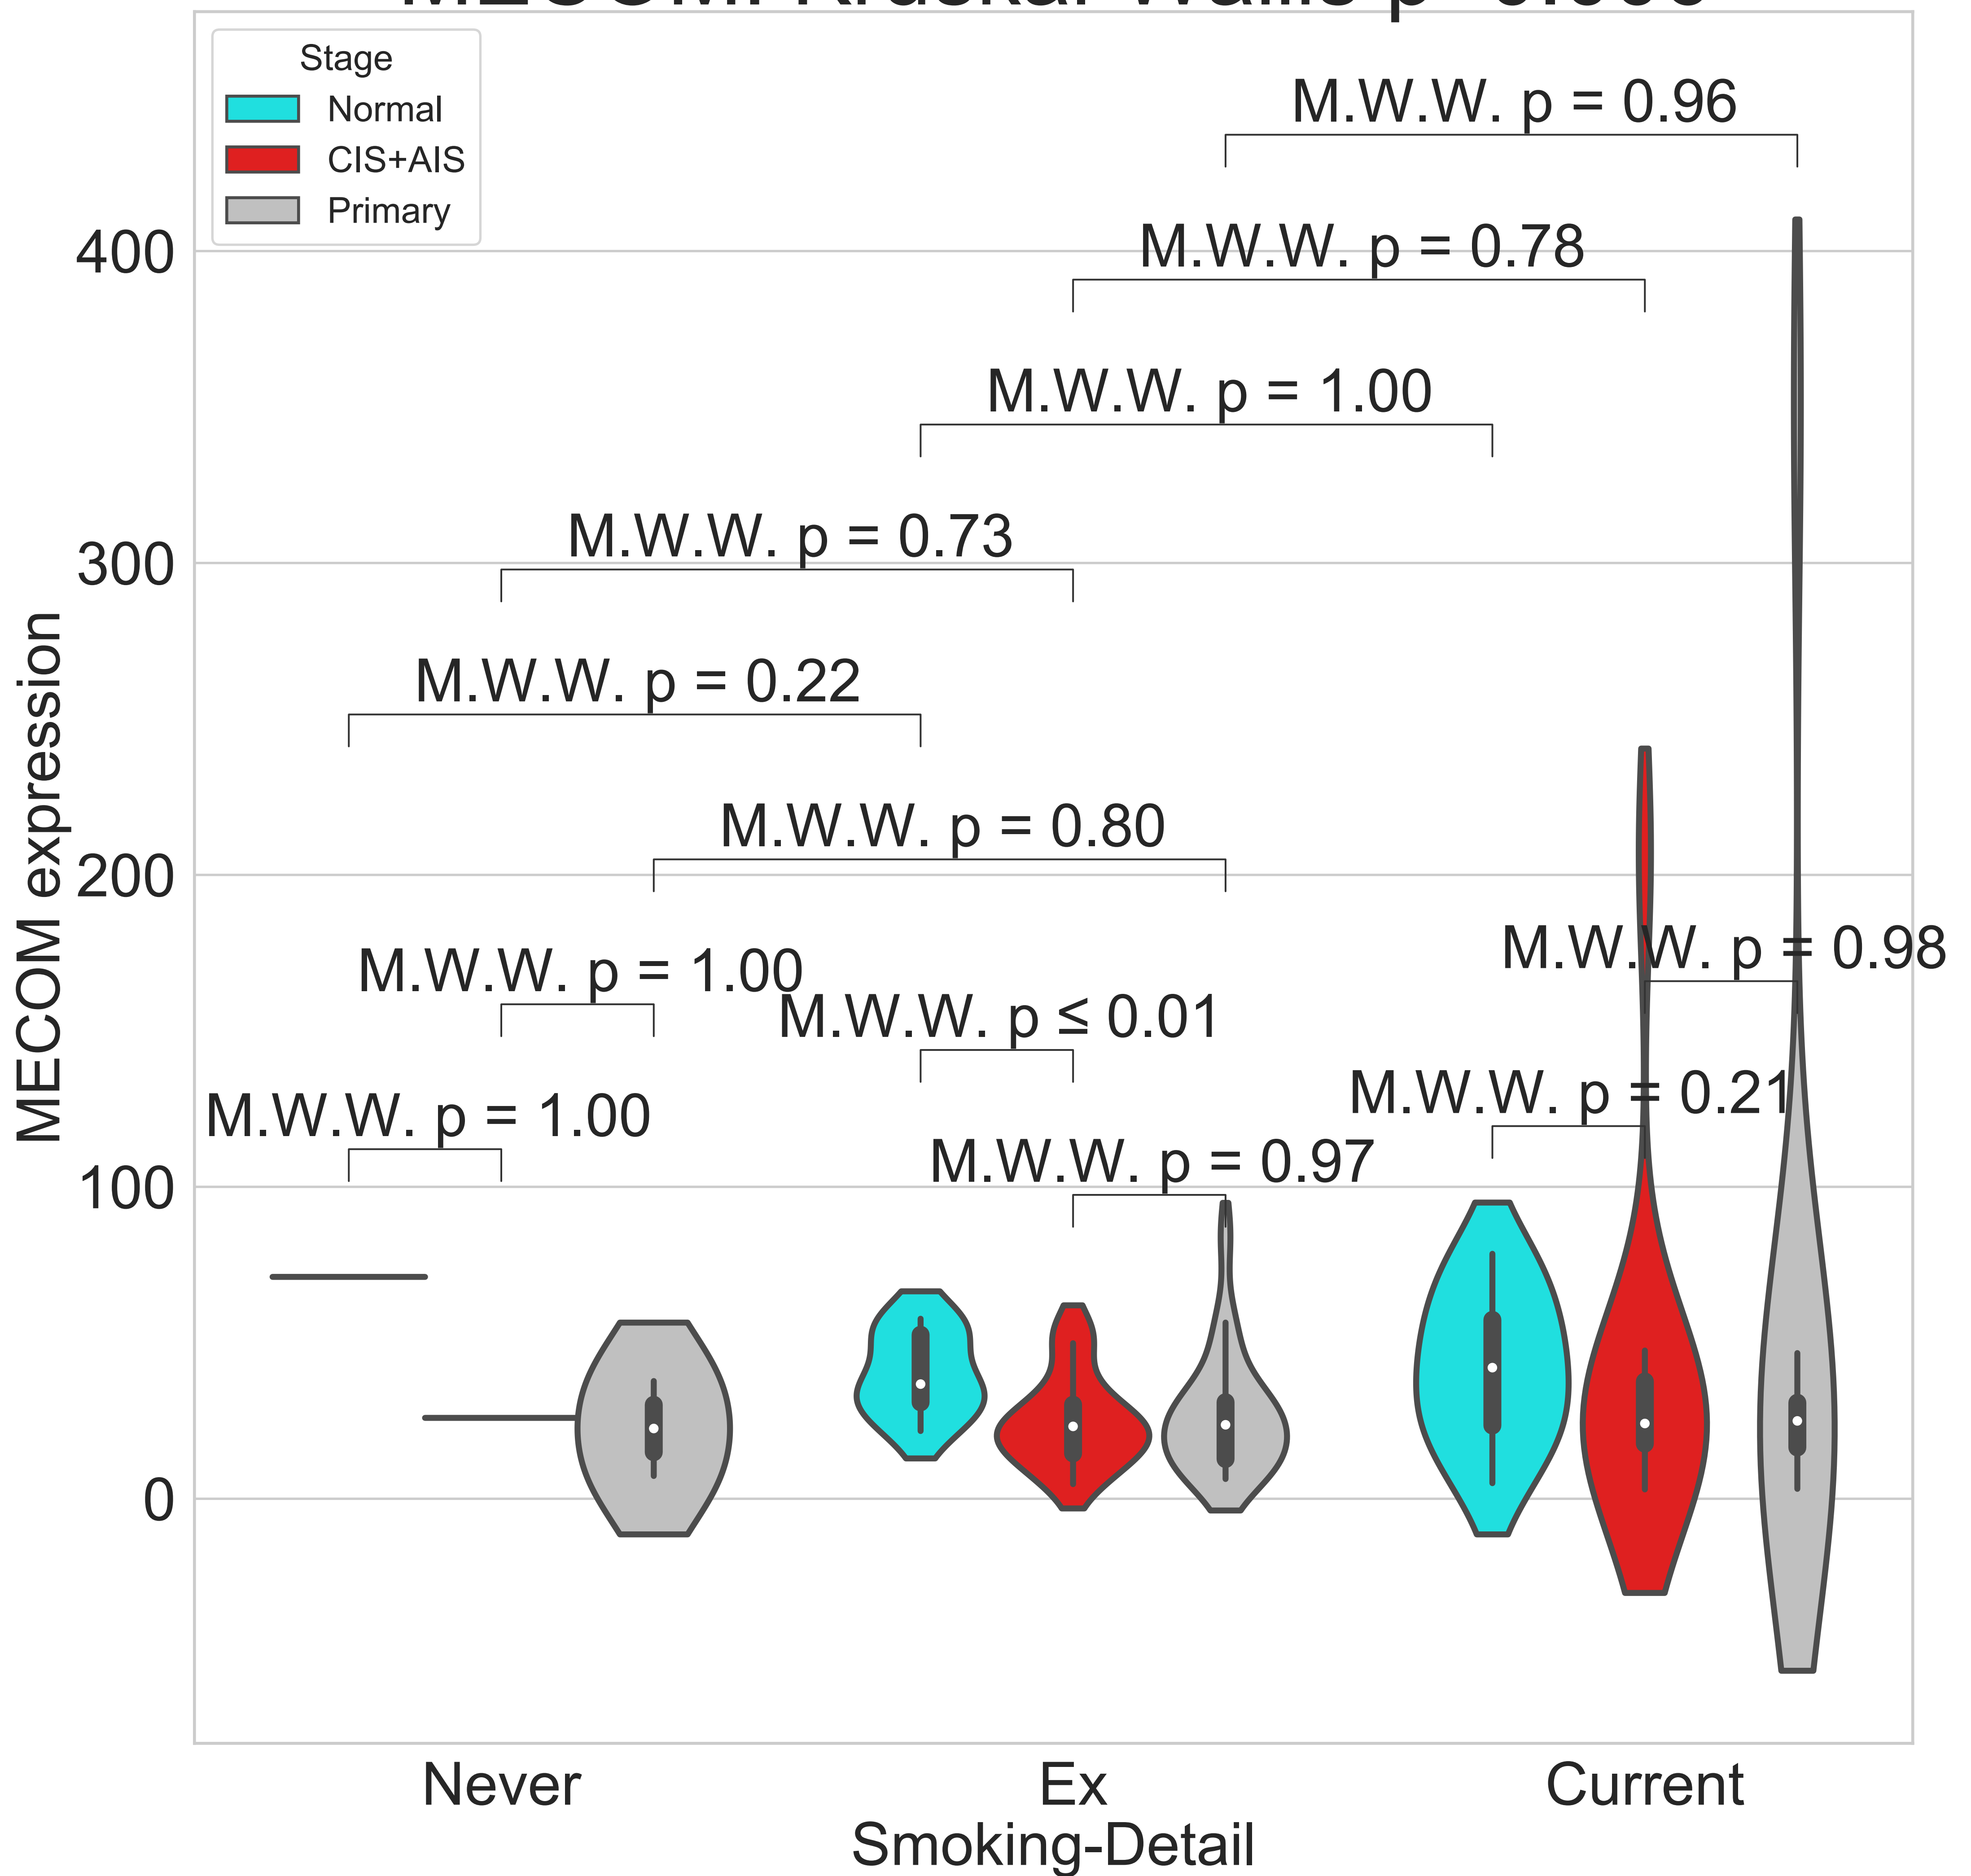 Stage
Normal
CIS+AIS
Primary
M.W.W. p = 0.96
M.W.W. p = 0.78
M.W.W. p = 1.00
M.W.W. p = 0.73
M.W.W. p = 0.22
M.W.W. p = 0.80
M.W.W. p = 0.98
M.W.W. p = 1.00
M.W.W. p ≤ 0.01
M.W.W. p = 0.21
M.W.W. p = 1.00
M.W.W. p = 0.97
MECOM expression
400
300
200
100
0
Never
Ex
Current
Smoking-Detail